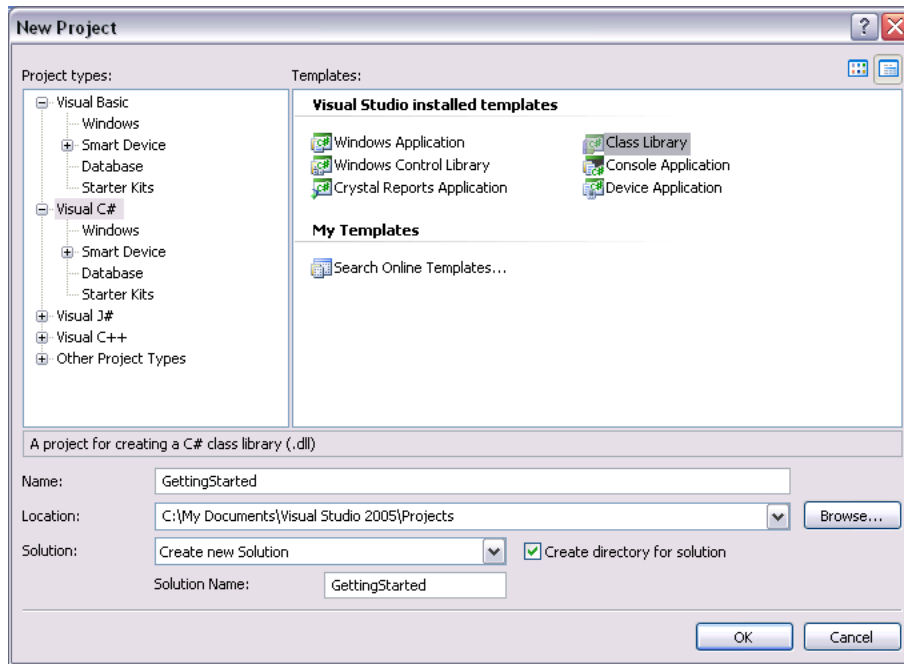 New Project
Project types:
Templates:
Visual Basic
Windows
Smart Device
Database
Starter Kits
Visual C#
Windows
Smart Device
Database
Starter Kits
Visual J#
Visual C++
Other Project Types
Visual Studio installed templates
Windows Application
Class Library
Windows Control Library
Console Application
Crystal Reports Application
Device Application
My Templates
Search Online Templates...
A project for creating a C# class library (.dll)
Name:
GettingStarted
Location:
C:\My Documents\Visual Studio 2005\Projects
Browse...
Solution:
Create new Solution
Create directory for solution
Solution Name:
GettingStarted
OK
Cancel